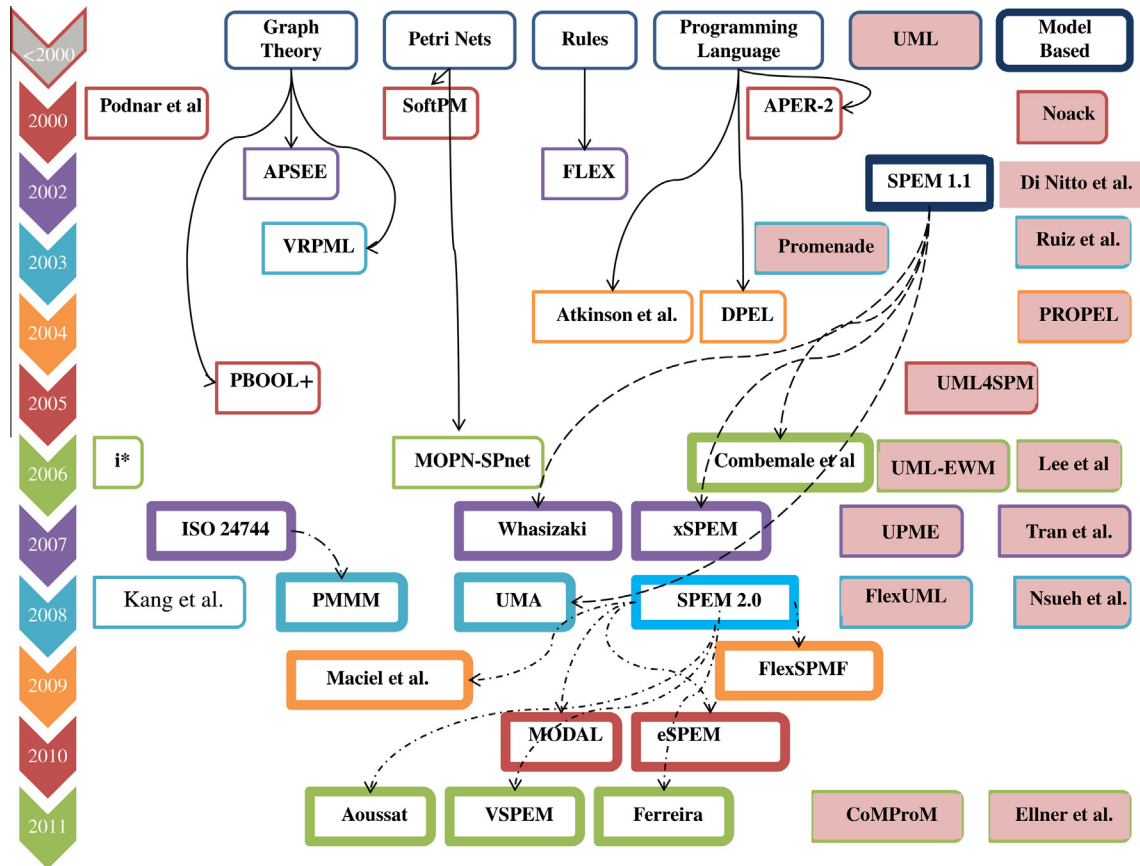 <2000
Graph
Theory
Petri Nets
Rules
Programming
Language
UML
Model
Based
2000
Podnar et al
SoftPM
APER-2
Noack
2002
APSEE
FLEX
SPEM 1.1
Di Nitto et al.
2003
VRPML
Promenade
Ruiz et al.
2004
Atkinson et al.
DPEL
PROPEL
2005
PBOOL+
UML4SPM
2006
i*
MOPN-SPnet
Combemale et al
UML-EWM
Lee et al
2007
ISO 24744
Whasizaki
xSPEM
UPME
Tran et al.
2008
Kang et al.
PMMM
UMA
SPEM 2.0
FlexUML
Nsueh et al.
2009
Maciel et al.
FlexSPMF
2010
MODAL
eSPEM
2011
Aoussat
VSPEM
Ferreira
CoMProM
Ellner et al.